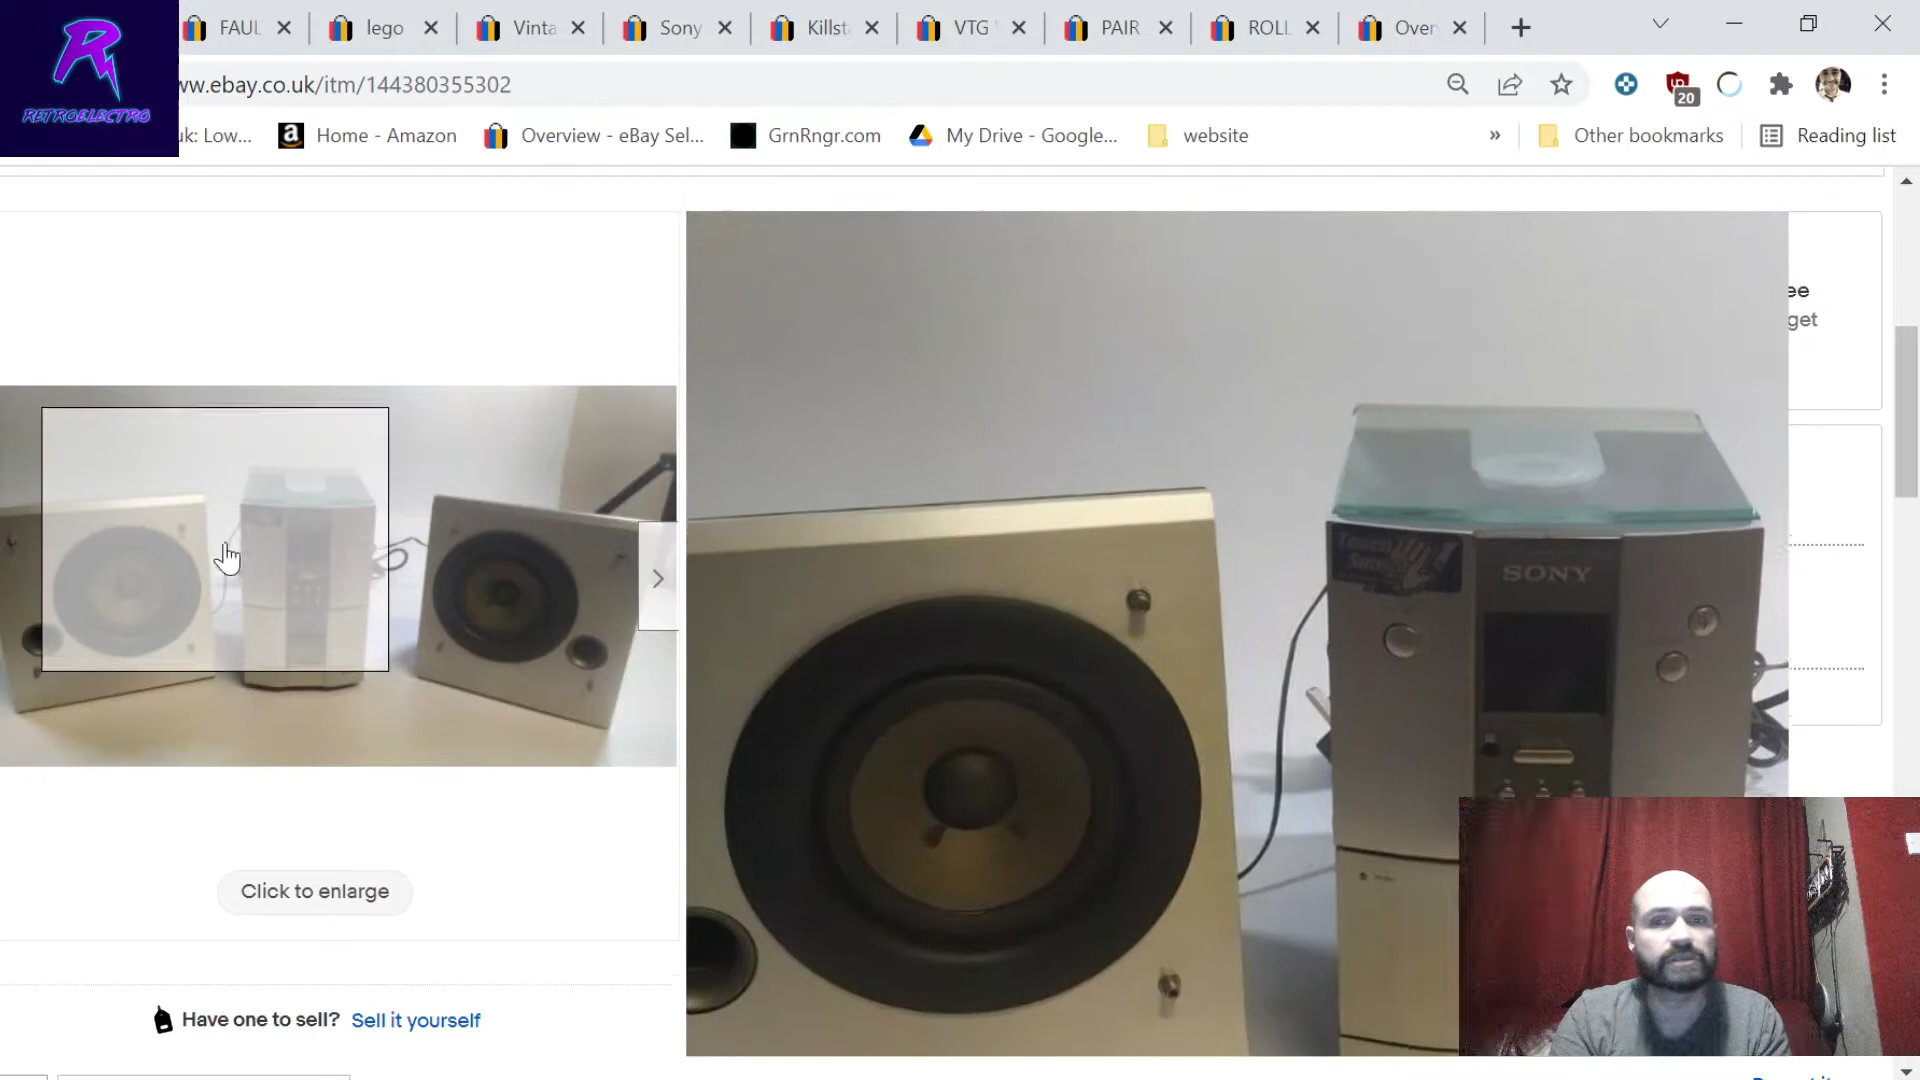 FAUL
lego
Vinta
Sony
Killst
VTG
PAIR
ROLL
Over
RETROELECTRO
ww.ebay.co.uk/itm/144380355302
20
uk: Low...
Home - Amazon
Overview - eBay Sel...
GrnRngr.com
My Drive - Google...
website
»
Other bookmarks
Reading list
ee
get
Touch
SONY
Click to enlarge
Have one to sell? Sell it yourself